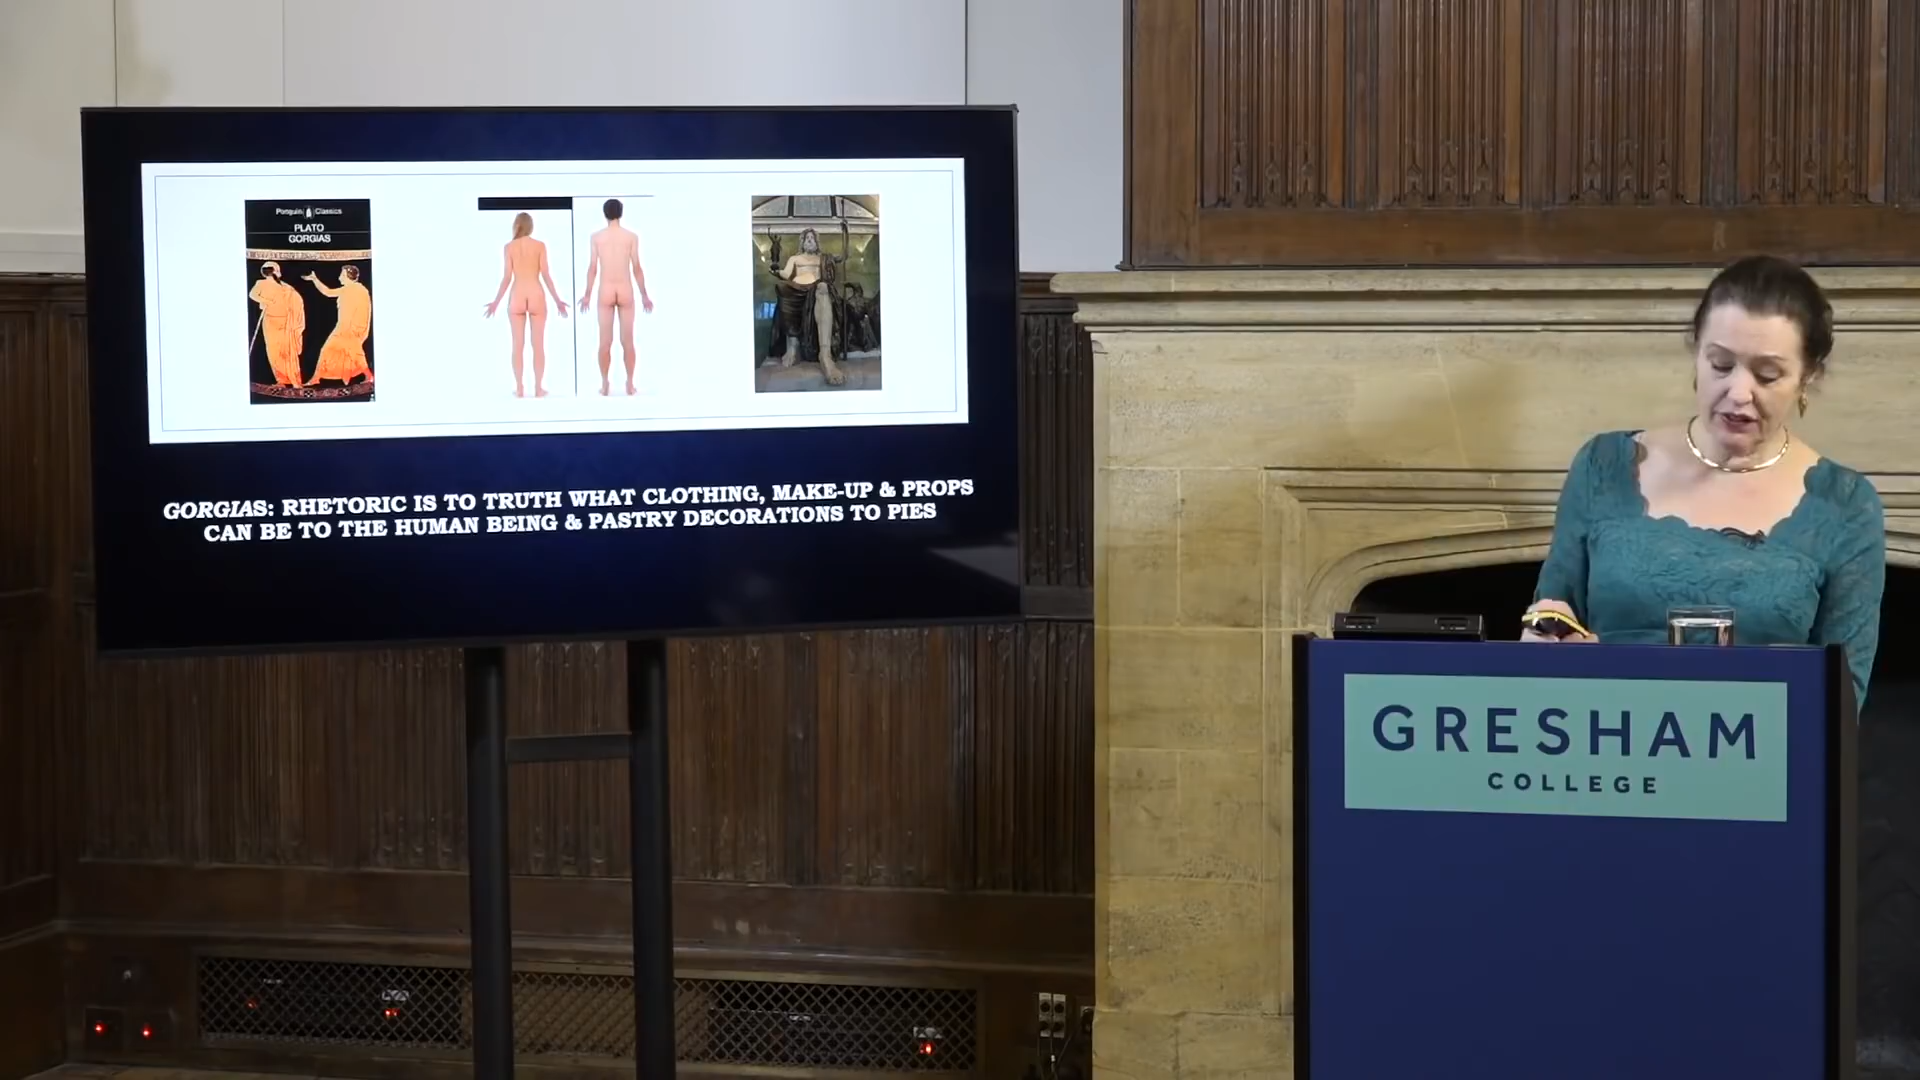 Penguin Classics
PLATO
GORGIAS
GORGIAS: RHETORIC IS TO TRUTH WHAT CLOTHING, MAKE-UP & PROPS
CAN BE TO THE HUMAN BEING & PASTRY DECORATIONS TO PIES
GRESHAM
COLLEGE